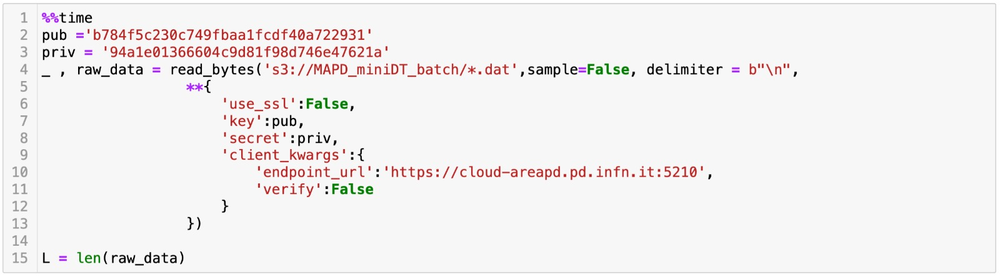 1 %%time
2 pub ='b784f5c230c749fbaa1fcdf40a722931'
3 priv = '94a1e01366604c9d81f98d746e47621a'
4 _ , raw_data = read_bytes('s3://MAPD_miniDT_batch/*.dat',sample=False, delimiter = b"\n",
5 **{
6 'use_ssl':False,
7 'key':pub,
8 'secret':priv,
9 'client_kwargs':{
10 'endpoint_url':'https://cloud-areapd.pd.infn.it:5210',
11 'verify':False
12 }
13 })
14
15 L = len(raw_data)